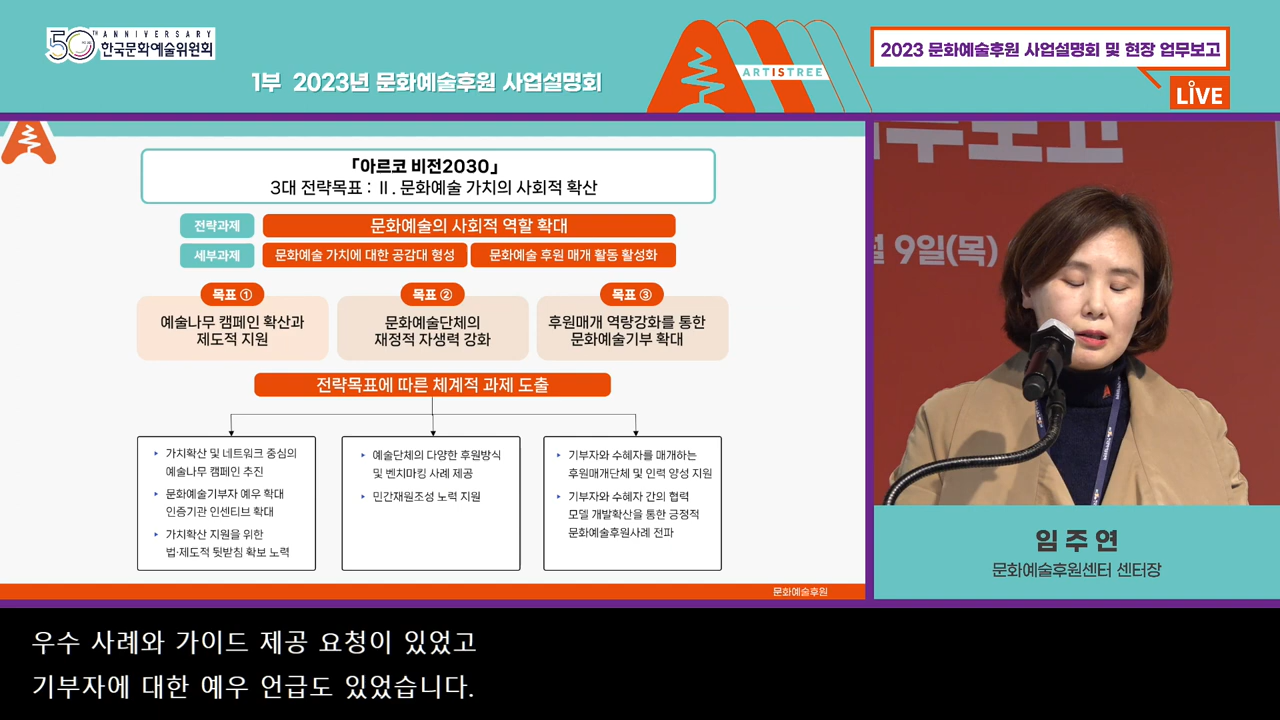 50TH ANNIVERSARY
한국문화예술위원회
1부 2023년 문화예술후원 사업설명회
ARTISTREE
2023 문화예술후원 사업설명회 및 현장 업무보고
LIVE
「아르코 비전2030」
3대 전략목표 : Ⅱ. 문화예술 가치의 사회적 확산
전략과제
문화예술의 사회적 역할 확대
세부과제
문화예술 가치에 대한 공감대 형성
문화예술 후원 매개 활동 활성화
목표 ①
예술나무 캠페인 확산과
제도적 지원
목표 ②
문화예술단체의
재정적 자생력 강화
목표 ③
후원매개 역량강화를 통한
문화예술기부 확대
전략목표에 따른 체계적 과제 도출
가치확산 및 네트워크 중심의
예술나무 캠페인 추진
문화예술기부자 예우 확대
인증기관 인센티브 확대
가치확산 지원을 위한
법·제도적 뒷받침 확보 노력
예술단체의 다양한 후원방식
및 벤치마킹 사례 제공
민간재원조성 노력 지원
기부자와 수혜자를 매개하는
후원매개단체 및 인력 양성 지원
기부자와 수혜자 간의 협력
모델 개발확산을 통한 긍정적
문화예술후원사례 전파
문화예술후원
무보고
9일(목)
임주연
문화예술후원센터 센터장
우수 사례와 가이드 제공 요청이 있었고
기부자에 대한 예우 언급도 있었습니다.